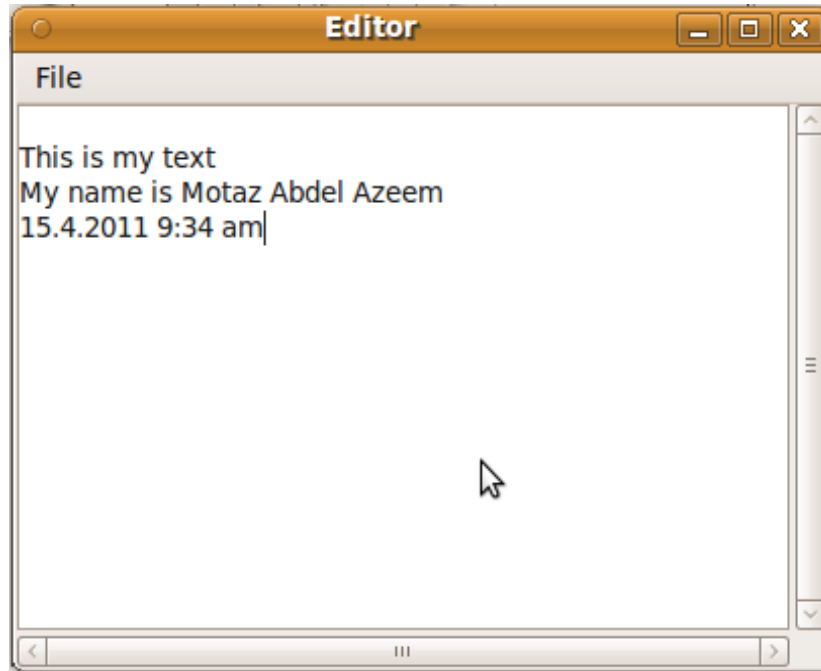 Editor
File
This is my text
My name is Motaz Abdel Azeem
15.4.2011 9:34 am